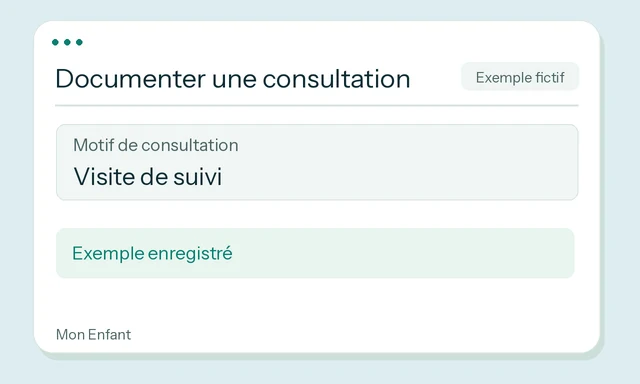 Documenter une consultation
Exemple fictif
Motif de consultation
Visite de suivi
Exemple enregistré
Mon Enfant